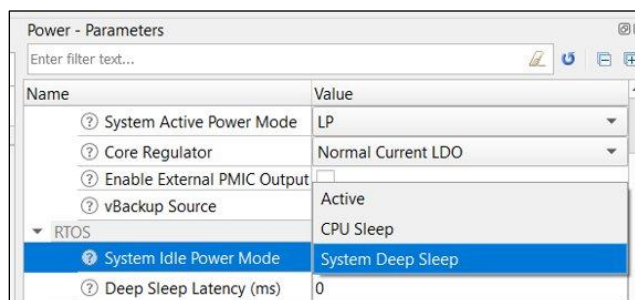 Power - Parameters
Enter filter text...
Name Value
System Active Power Mode LP
Core Regulator Normal Current LDO
Enable External PMIC Output
vBackup Source
Active
CPU Sleep
RTOS
System Idle Power Mode System Deep Sleep
Deep Sleep Latency (ms) 0